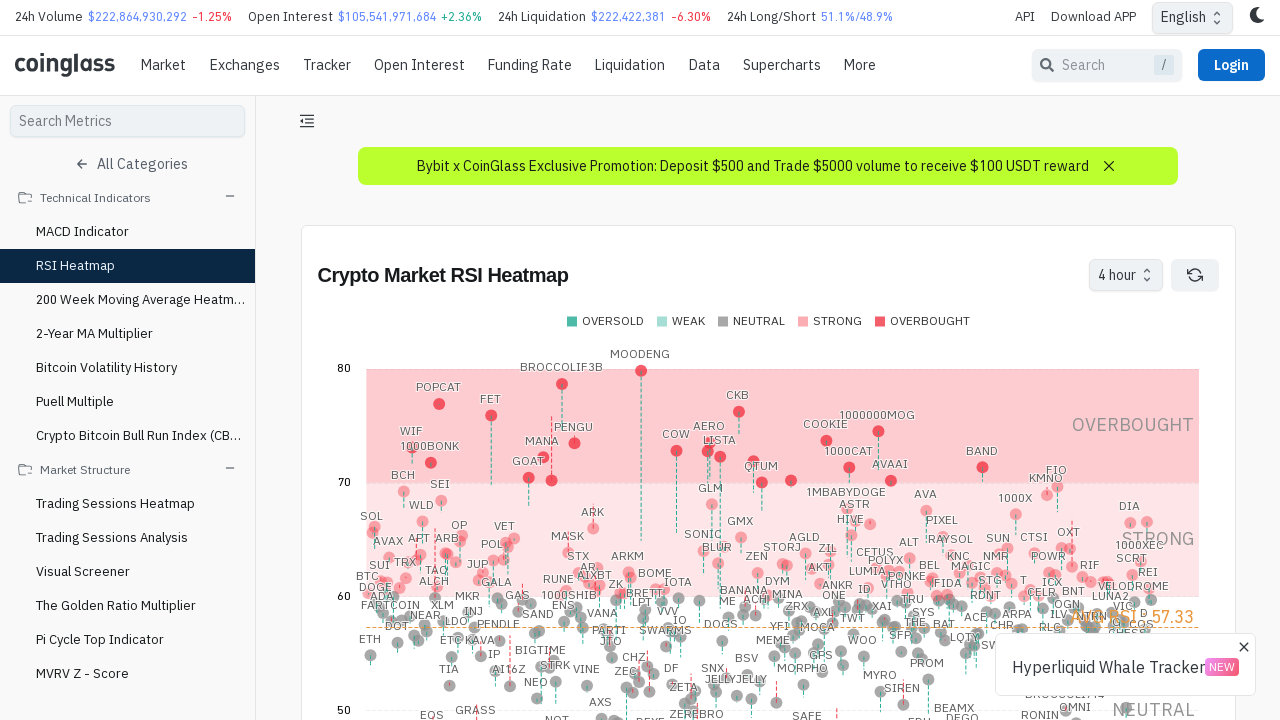 24h Volume $222,864,930,292 -1.25% Open Interest $105,541,971,684 +2.36% 24h Liquidation $222,422,381 -6.30% 24h Long/Short 51.1%/48.9% API Download APP English
coinglass Market Exchanges Tracker Open Interest Funding Rate Liquidation Data Supercharts More Search / Login
Search Metrics
All Categories
Technical Indicators
MACD Indicator
RSI Heatmap
200 Week Moving Average Heatm...
2-Year MA Multiplier
Bitcoin Volatility History
Puell Multiple
Crypto Bitcoin Bull Run Index (CB...
Market Structure
Trading Sessions Heatmap
Trading Sessions Analysis
Visual Screener
The Golden Ratio Multiplier
Pi Cycle Top Indicator
MVRV Z - Score
Bybit x CoinGlass Exclusive Promotion: Deposit $500 and Trade $5000 volume to receive $100 USDT reward
Crypto Market RSI Heatmap
4 hour
OVERSOLD WEAK NEUTRAL STRONG OVERBOUGHT
MOODENG
80
BROCCOLIF3B
POPCAT
FET
CKB
1000000MOG
OVERBOUGHT
WIF
PENGU
COW
AERO
COOKIE
1000BONK
MANA
LISTA
1000CAT
BAND
GOAT
QTUM
AVAAI
FIO
BCH
KMNO
70
SEI
GLM
1MBABYDOGE
AVA
1000X
WLD
ASTR
DIA
SOL
ARK
GMX
HIVE
PIXEL
OP
VET
OXT
AVAX
APT
ARB
MASK
SONIC
AGLD
RAYSOL
SUN
CTSI
STRONG
POL
BLUR
STORJ
ZIL
ALT
1000XEC
SUI
TRX
JUP
STX
ARKM
ZEN
CETUS
POLYX
KNC
NMR
POWR
SCRT
BTC
TAO
AIXBT
BOME
AKT
LUMIA
BEL
MAGIC
RIF
REI
DOGE
ALCH
GALA
RUNE
ZK
IOTA
DYM
ANKR
VTHO
PONKE
FIDA
STG
T
ICX
60
ADA
MKR
GAS
1000SHIB
BRETT
BANANA
MINA
ONE
ID
RDNT
CELR
BNT
LUNA2
FARTCOIN
XLM
INJ
ENS
LPT
ME
ACH
ZRX
XAI
TRU
OGN
VIC
NEAR
SAND
VANA
VVV
AXL
SYS
ACE
ARPA
ILV
57.33
DOT
LDO
PENDLE
IO
DOGS
YFI
MOCA
TWT
THE
BAT
CHR
ETH
ETC
KAVA
PARTI
SWARMS
MEME
WOO
SFP
LQTY
RLC
IP
BIGTIME
JTO
CHZ
BSV
GPS
PROM
TIA
AI16Z
STRK
VINE
ZEC
DF
SNX
MORPHO
MYRO
NEO
ZETA
JELLYJELLY
SIREN
AXS
OMNI
50
EOS
GRASS
NOT
ZEREBRO
SAFE
BEAMX
RONIN
NEUTRAL
Hyperliquid Whale Tracker NEW